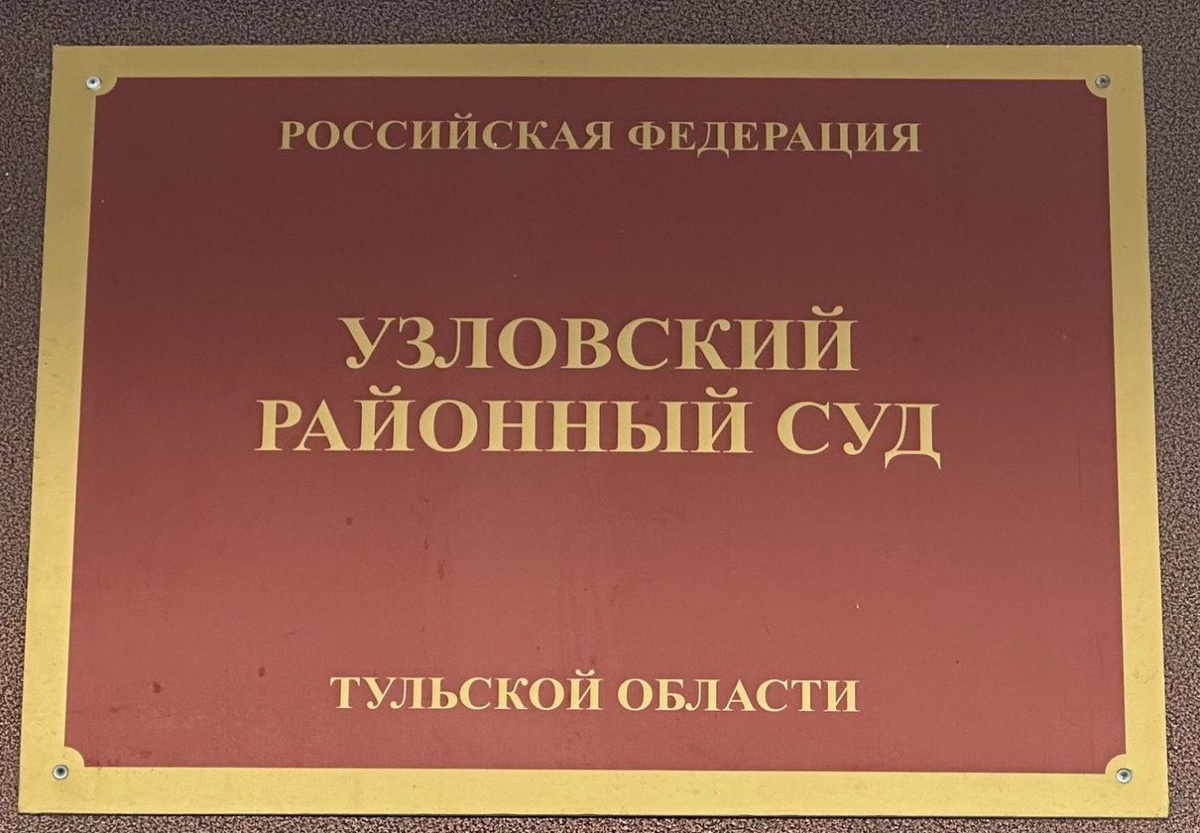 РОССИЙСКАЯ ФЕДЕРАЦИЯ
УЗЛОВСКИЙ
РАЙОННЫЙ СУД
ТУЛЬСКОЙ ОБЛАСТИ